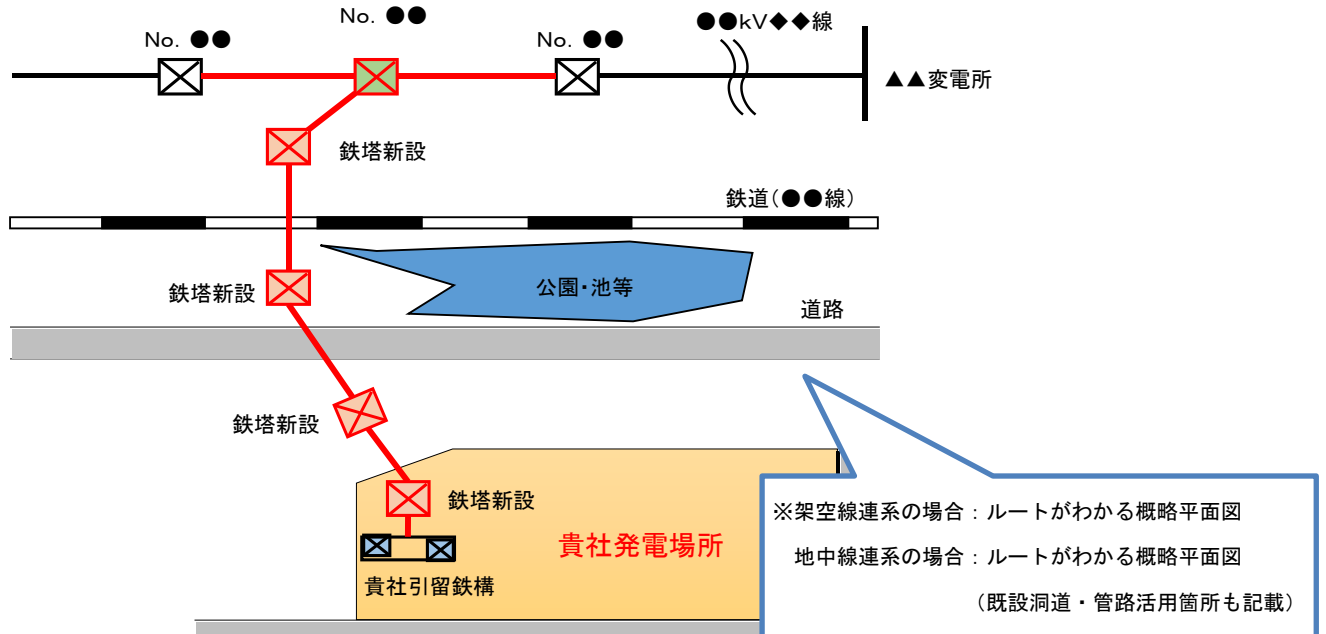 No. ●●
No. ●●
No. ●●
●●kV◆◆線
▲▲変電所
鉄塔新設
鉄道(●●線)
鉄塔新設
公園・池等
道路
鉄塔新設
鉄塔新設
貴社発電場所
貴社引留鉄構
※架空線連系の場合：ルートがわかる概略平面図
地中線連系の場合：ルートがわかる概略平面図
（既設洞道・管路活用箇所も記載）